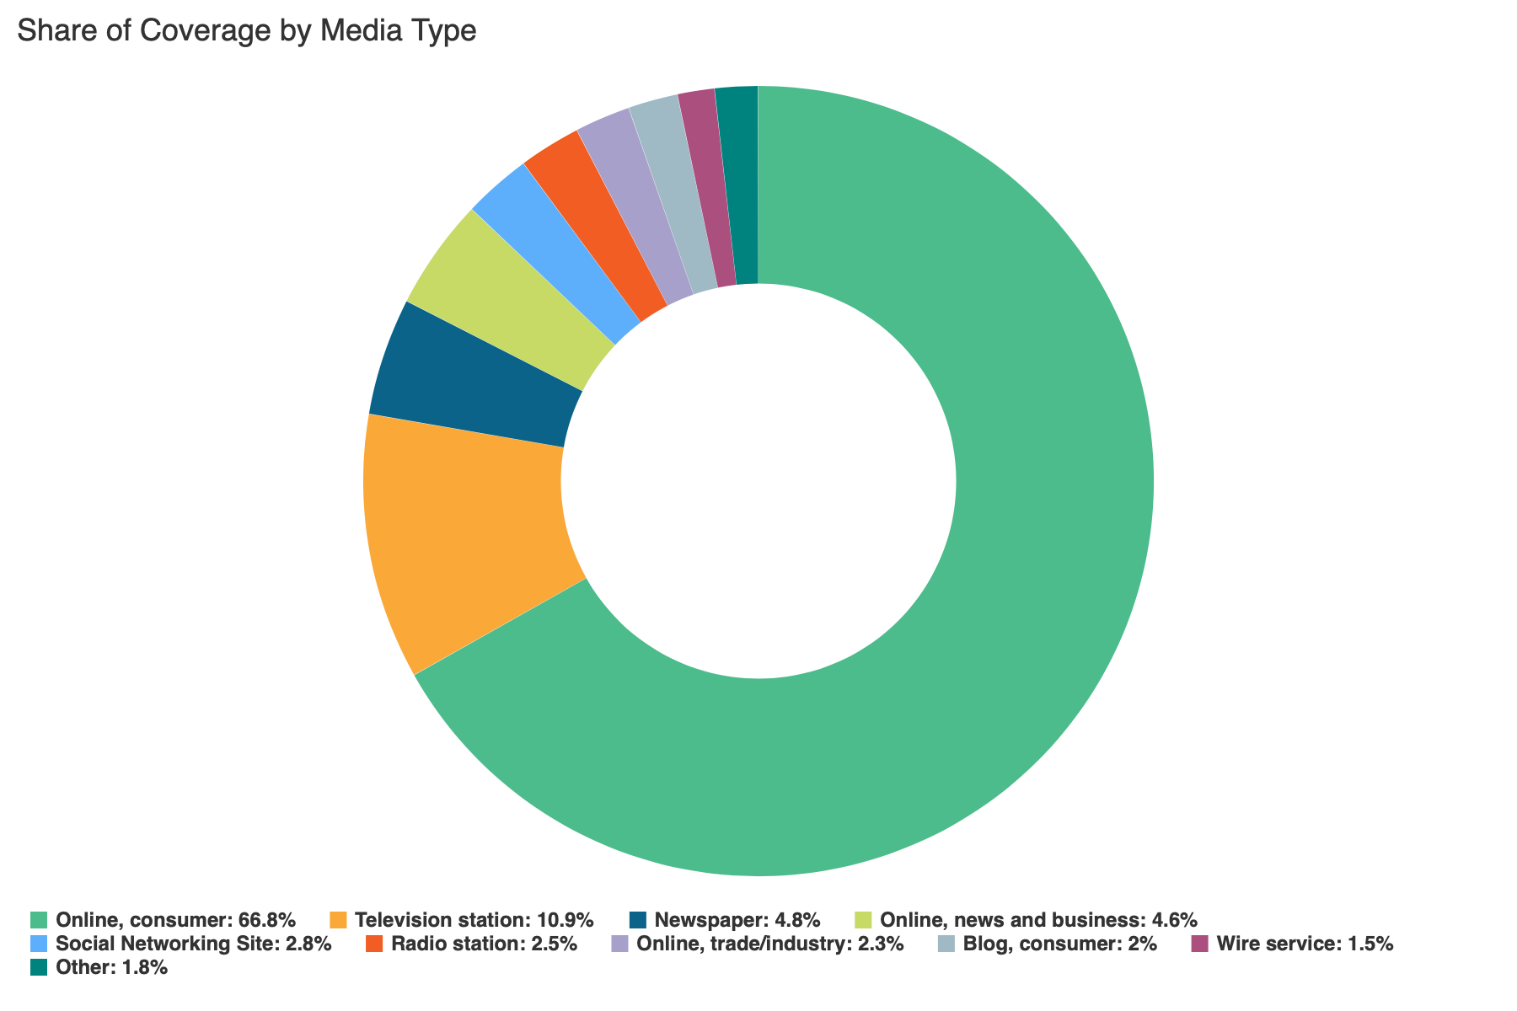 Share of Coverage by Media Type
Online, consumer: 66.8% Television station: 10.9% Newspaper: 4.8% Online, news and business: 4.6%
Social Networking Site: 2.8% Radio station: 2.5% Online, trade/industry: 2.3% Blog, consumer: 2% Wire service: 1.5%
Other: 1.8%